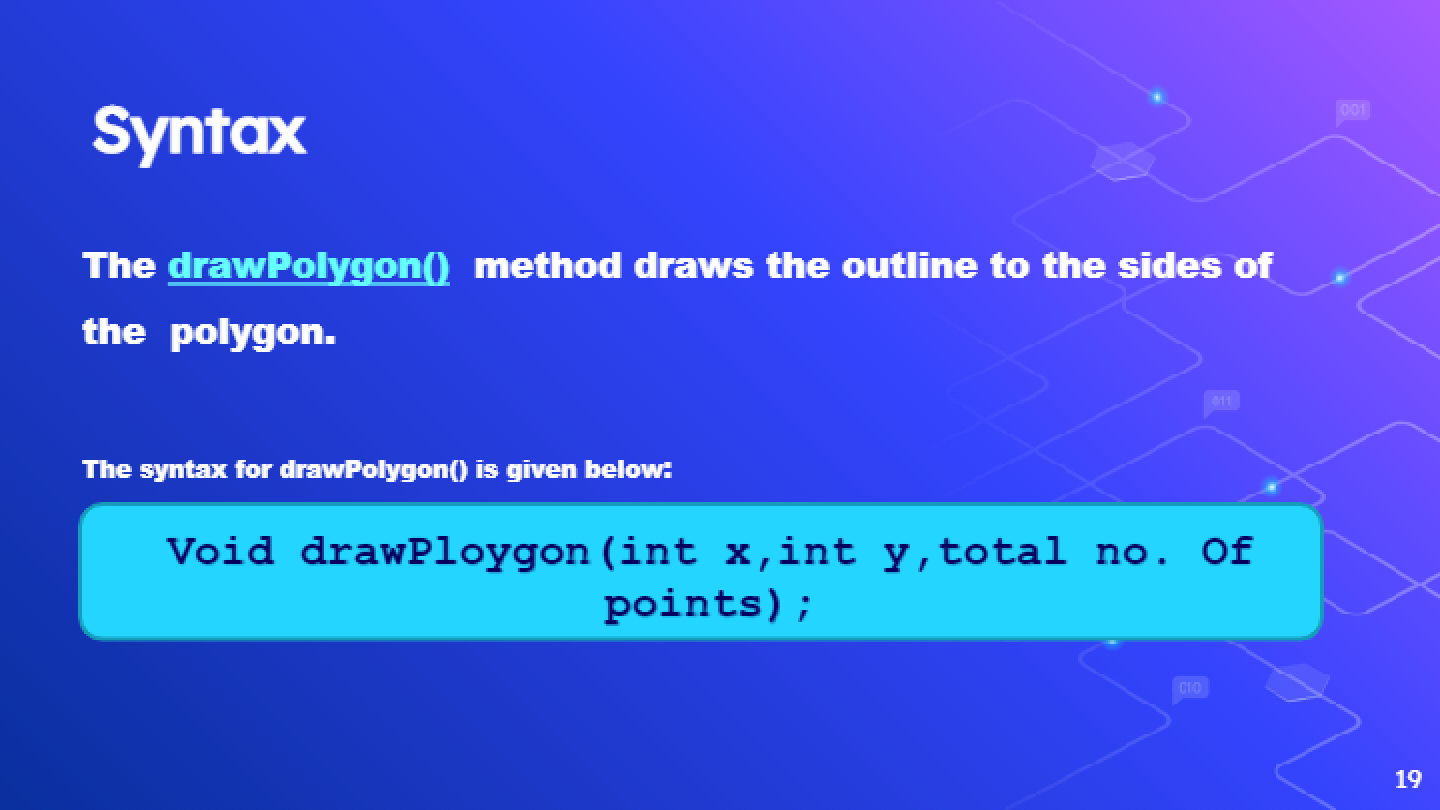 Syntax
001
The drawPolygon() method draws the outline to the sides of
the polygon.
011
The syntax for drawPolygon() is given below:
Void drawPloygon(int x,int y,total no. Of
points);
010
19